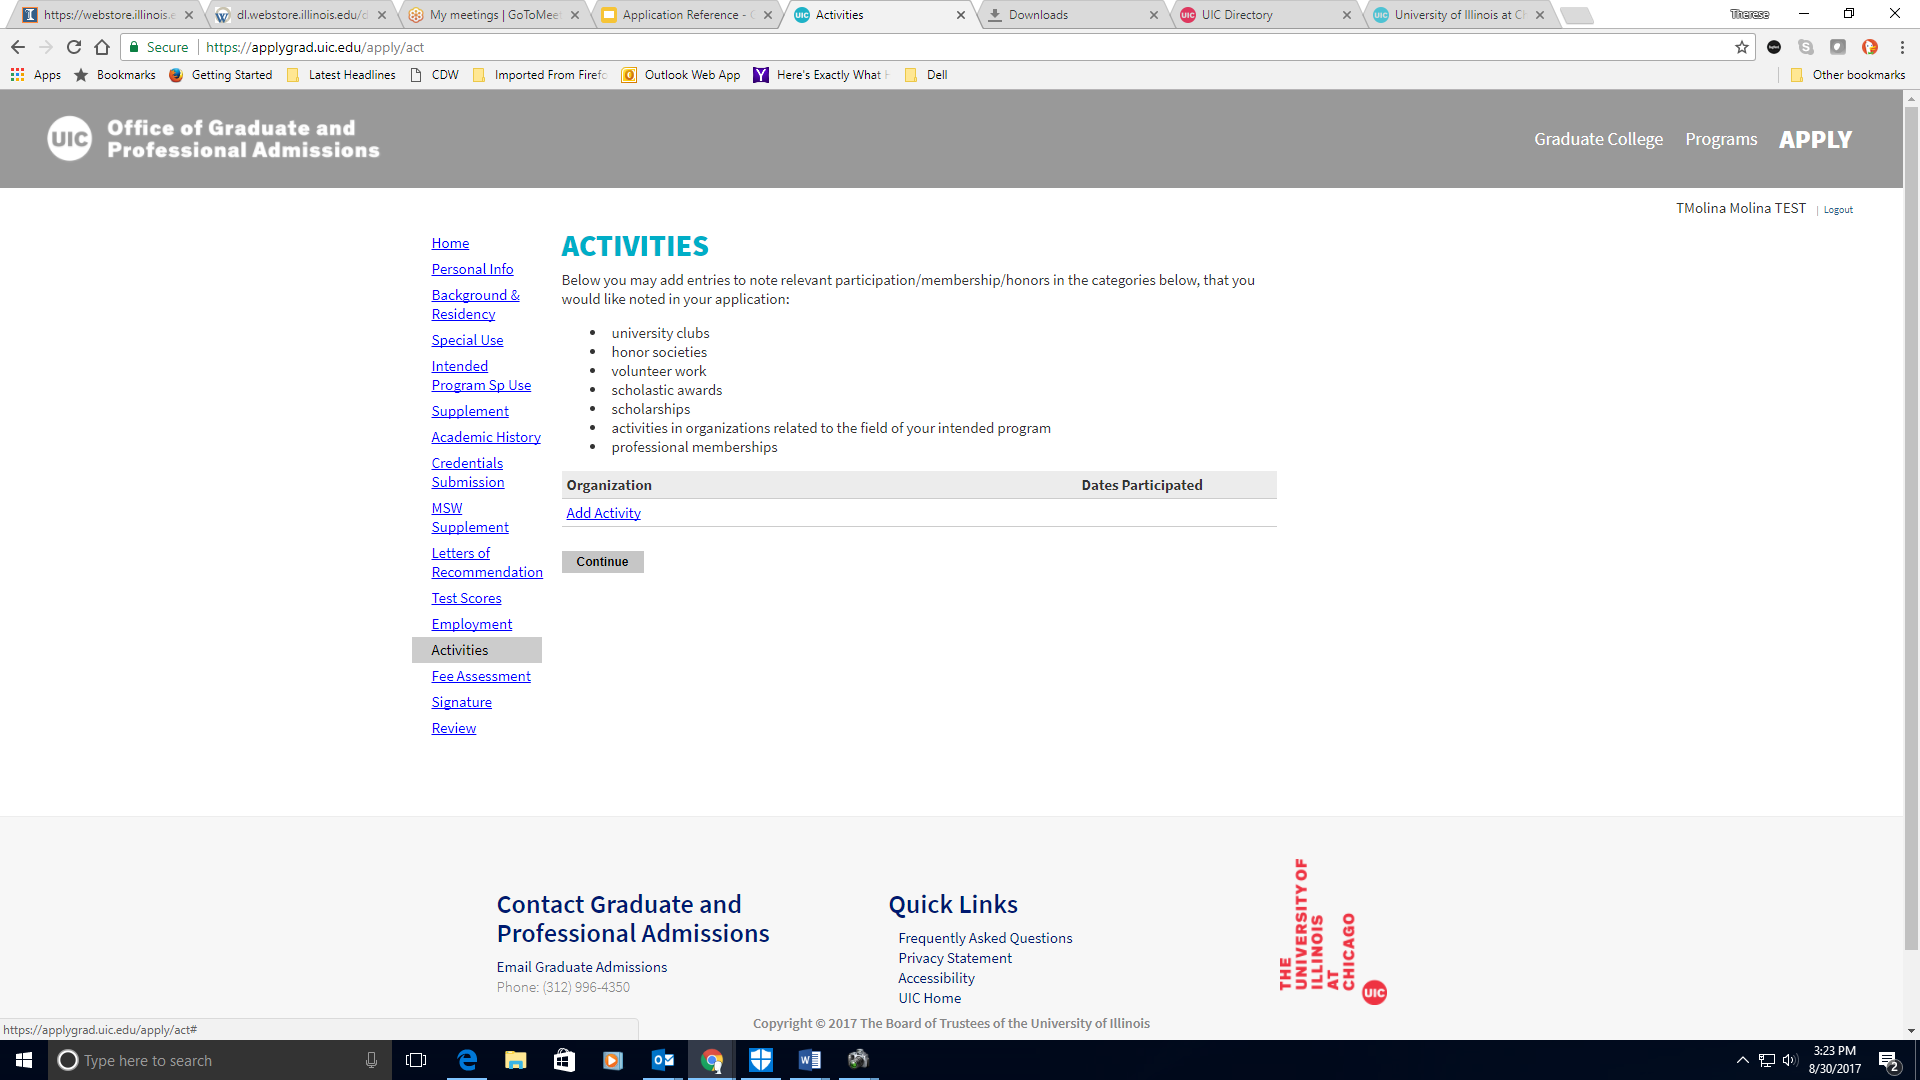 https://webstore.illinois.e
dl.webstore.illinois.edu/d
My meetings | GoToMeet
Application Reference - G
Activities
Downloads
UIC Directory
University of Illinois at Ch
Therese
Secure
https://applygrad.uic.edu/apply/act
Apps
Bookmarks
Getting Started
Latest Headlines
CDW
Imported From Firefo
Outlook Web App
Here's Exactly What H
Dell
Other bookmarks
UIC
Office of Graduate and
Professional Admissions
Graduate College
Programs
APPLY
TMolina Molina TEST | Logout
Home
Personal Info
Background &
Residency
Special Use
Intended
Program Sp Use
Supplement
Academic History
Credentials
Submission
MSW
Supplement
Letters of
Recommendation
Test Scores
Employment
Activities
Fee Assessment
Signature
Review
ACTIVITIES
Below you may add entries to note relevant participation/membership/honors in the categories below, that you
would like noted in your application:
• university clubs
• honor societies
• volunteer work
• scholastic awards
• scholarships
• activities in organizations related to the field of your intended program
• professional memberships
Organization Dates Participated
Add Activity
Continue
Contact Graduate and
Professional Admissions
Email Graduate Admissions
Phone: (312) 996-4350
Quick Links
Frequently Asked Questions
Privacy Statement
Accessibility
UIC Home
THE
UNIVERSITY OF
ILLINOIS
AT
CHICAGO
UIC
Copyright © 2017 The Board of Trustees of the University of Illinois
https://applygrad.uic.edu/apply/act#
Type here to search
3:23 PM
8/30/2017
2